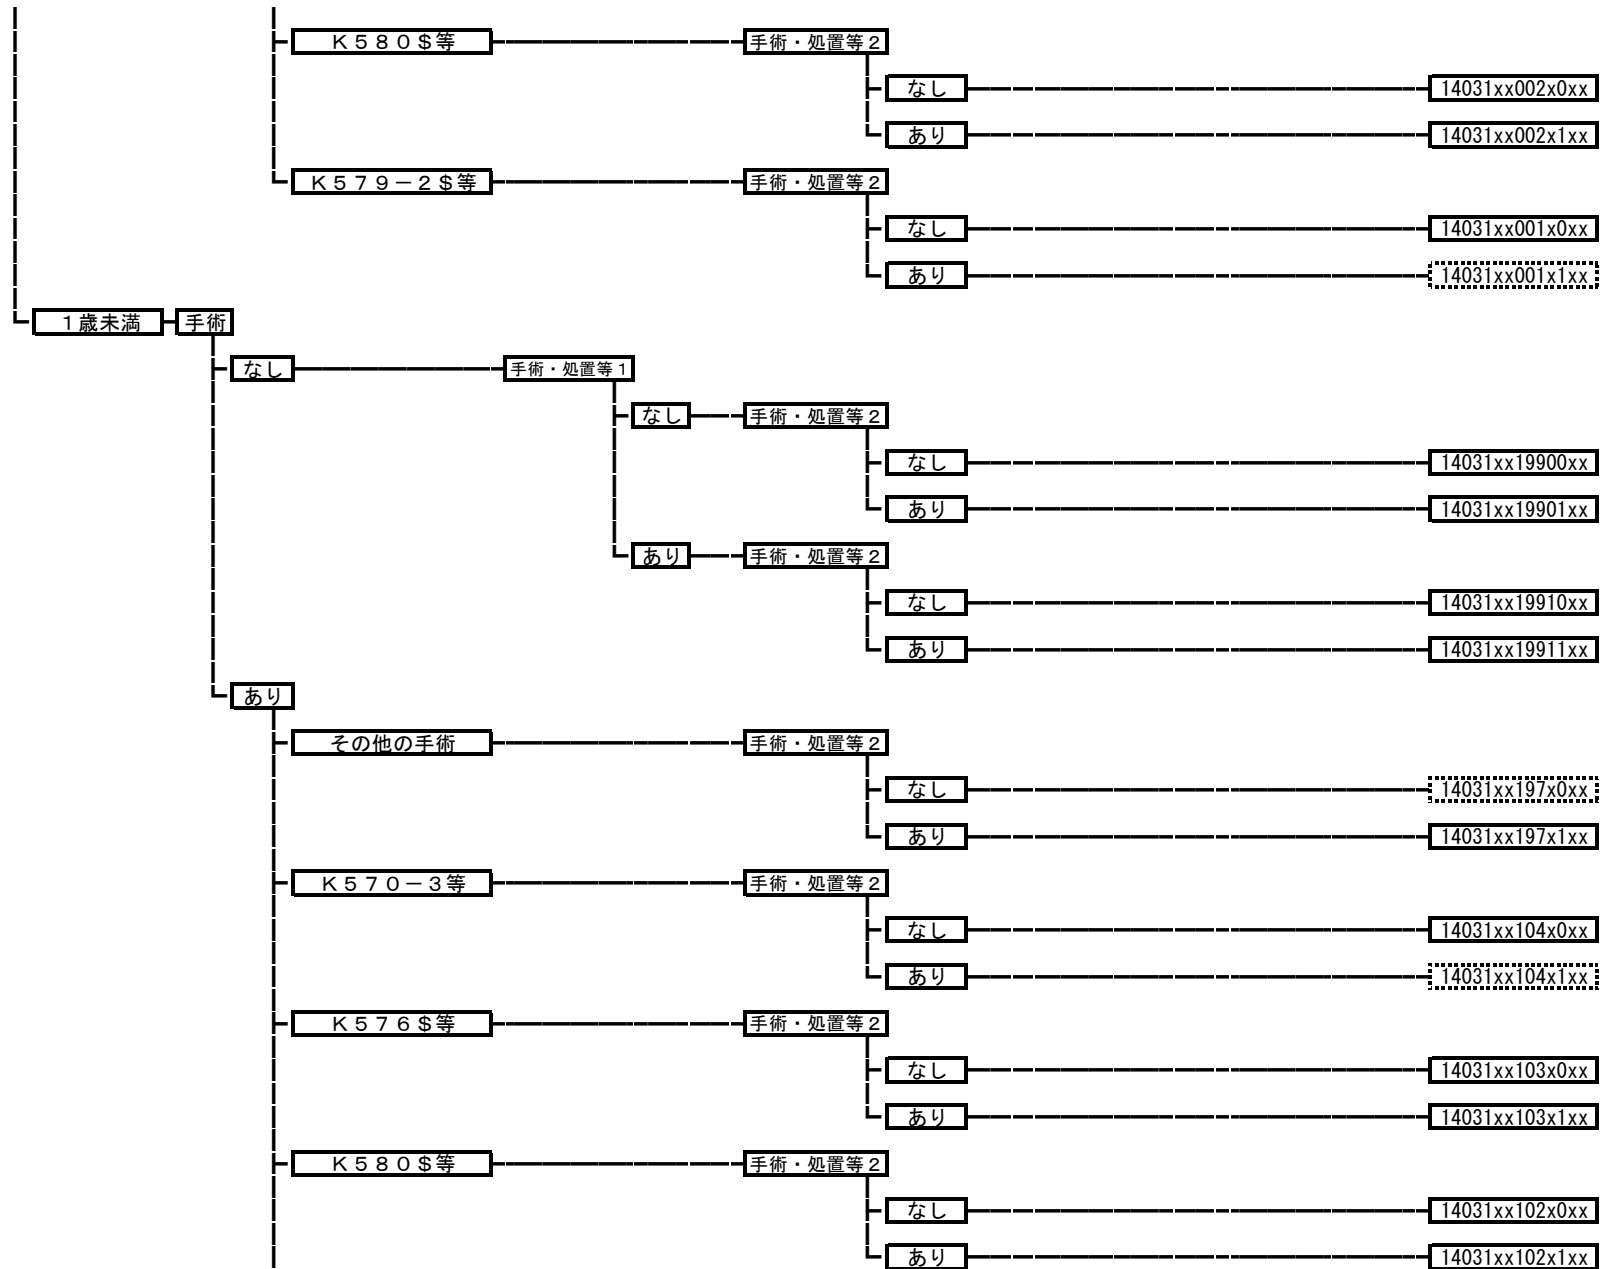 Ｋ５８０＄等 手術・処置等２
なし 14031xx002x0xx
あり 14031xx002x1xx
Ｋ５７９－２＄等 手術・処置等２
なし 14031xx001x0xx
あり 14031xx001x1xx
１歳未満 手術
なし 手術・処置等１
なし 手術・処置等２
なし 14031xx19900xx
あり 14031xx19901xx
あり 手術・処置等２
なし 14031xx19910xx
あり 14031xx19911xx
あり
その他の手術 手術・処置等２
なし 14031xx197x0xx
あり 14031xx197x1xx
Ｋ５７０－３等 手術・処置等２
なし 14031xx104x0xx
あり 14031xx104x1xx
Ｋ５７６＄等 手術・処置等２
なし 14031xx103x0xx
あり 14031xx103x1xx
Ｋ５８０＄等 手術・処置等２
なし 14031xx102x0xx
あり 14031xx102x1xx